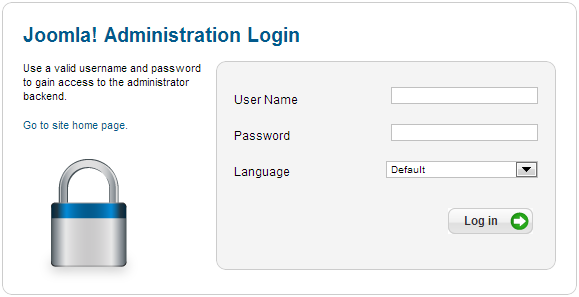 Joomla! Administration Login
Use a valid username and password
to gain access to the administrator
backend.
Go to site home page.
User Name
Password
Language
Default
Log in